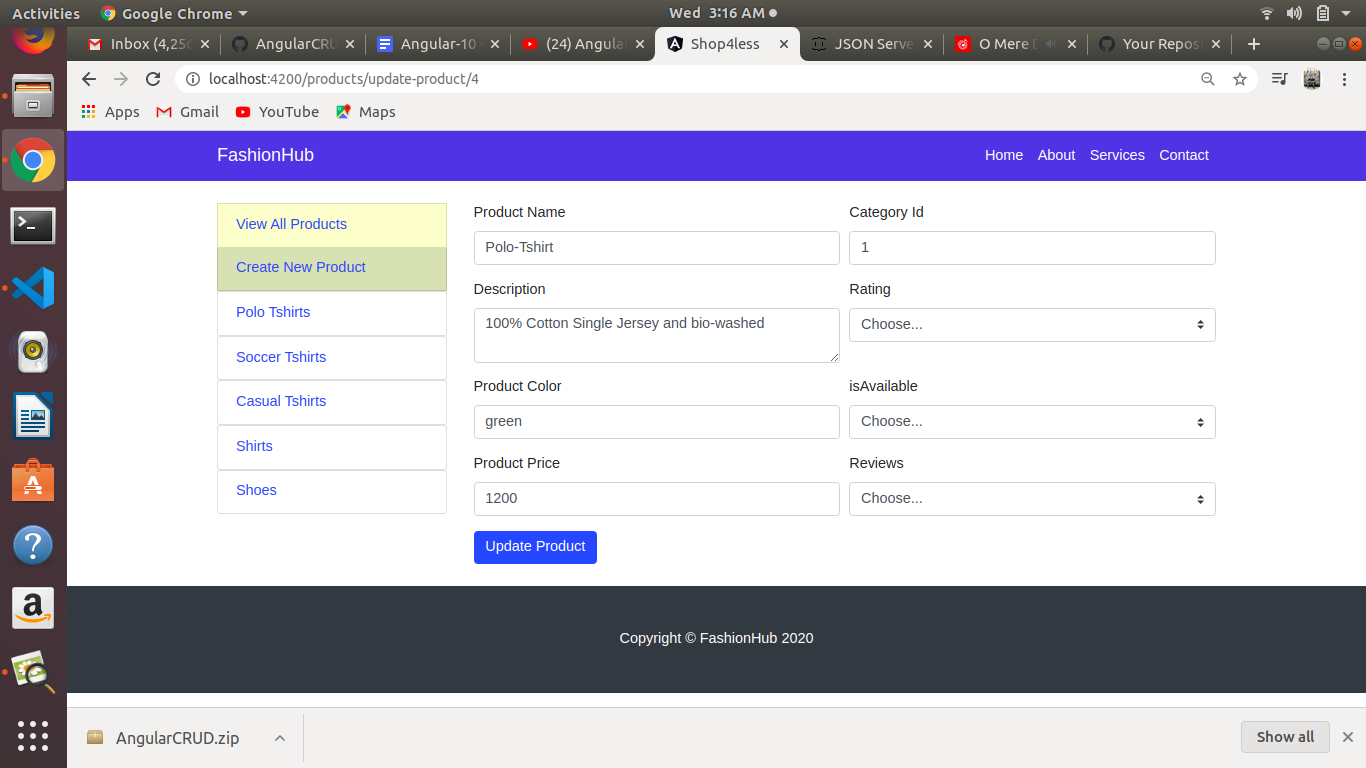 Activities Google Chrome Wed 3:16 AM
Inbox (4,256 AngularCRU Angular-10 (24) Angula Shop4less JSON Serve O Mere D Your Repos
localhost:4200/products/update-product/4
Apps Gmail YouTube Maps
FashionHub Home About Services Contact
View All Products
Create New Product
Polo Tshirts
Soccer Tshirts
Casual Tshirts
Shirts
Shoes
Product Name Category Id
Polo-Tshirt 1
Description Rating
100% Cotton Single Jersey and bio-washed Choose...
Product Color isAvailable
green Choose...
Product Price Reviews
1200 Choose...
Update Product
Copyright © FashionHub 2020
AngularCRUD.zip Show all